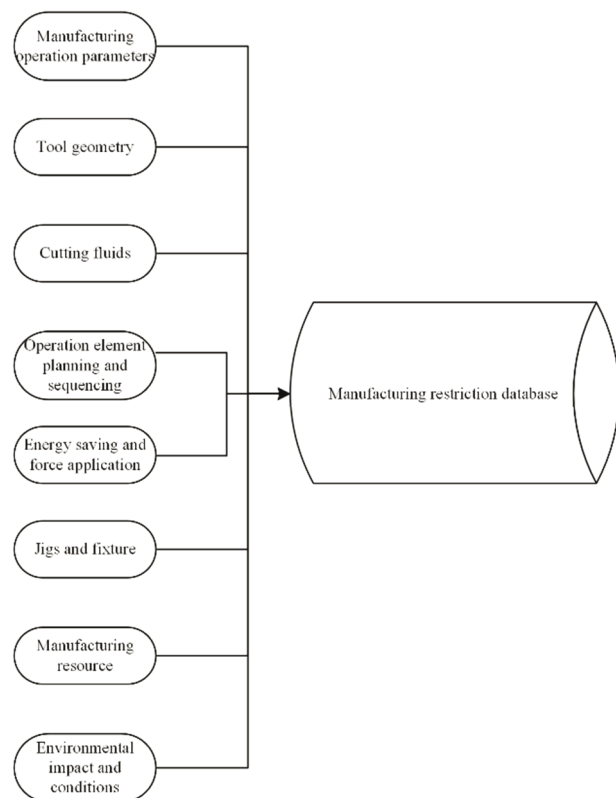 Manufacturing
operation parameters
Tool geometry
Cutting fluids
Operation element
planning and
sequencing
Energy saving and
force application
Jigs and fixture
Manufacturing
resource
Environmental
impact and
conditions
Manufacturing restriction database